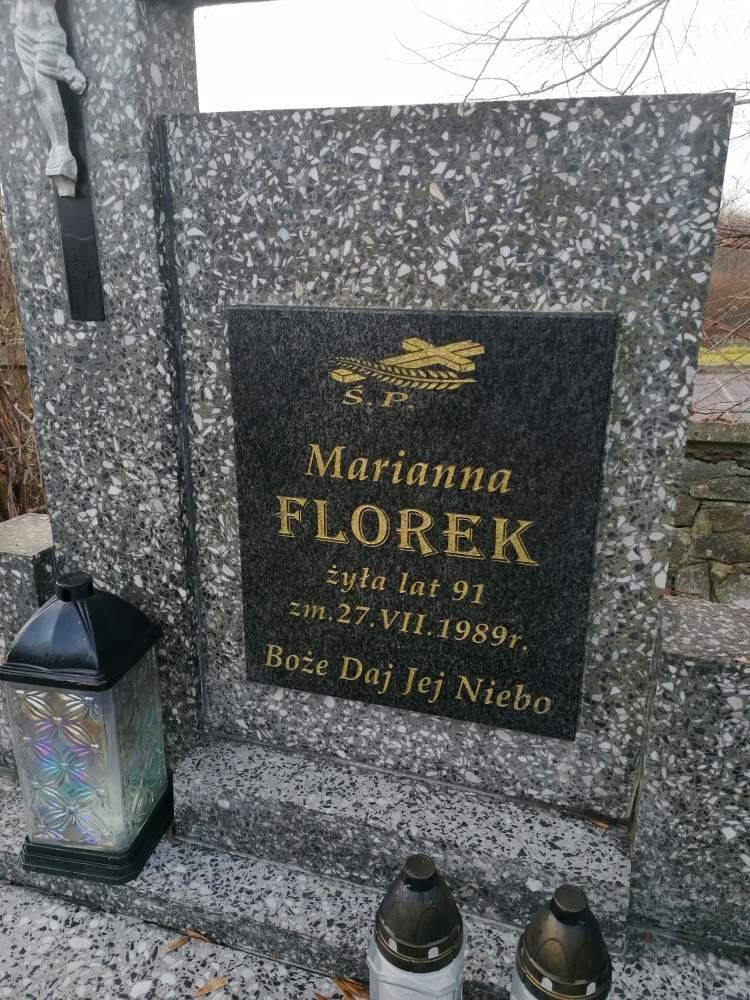 Ś.P.
Marianna
FLOREK
żyła lat 91
zm.27.VII.1989r.
Boże Daj Jej Niebo